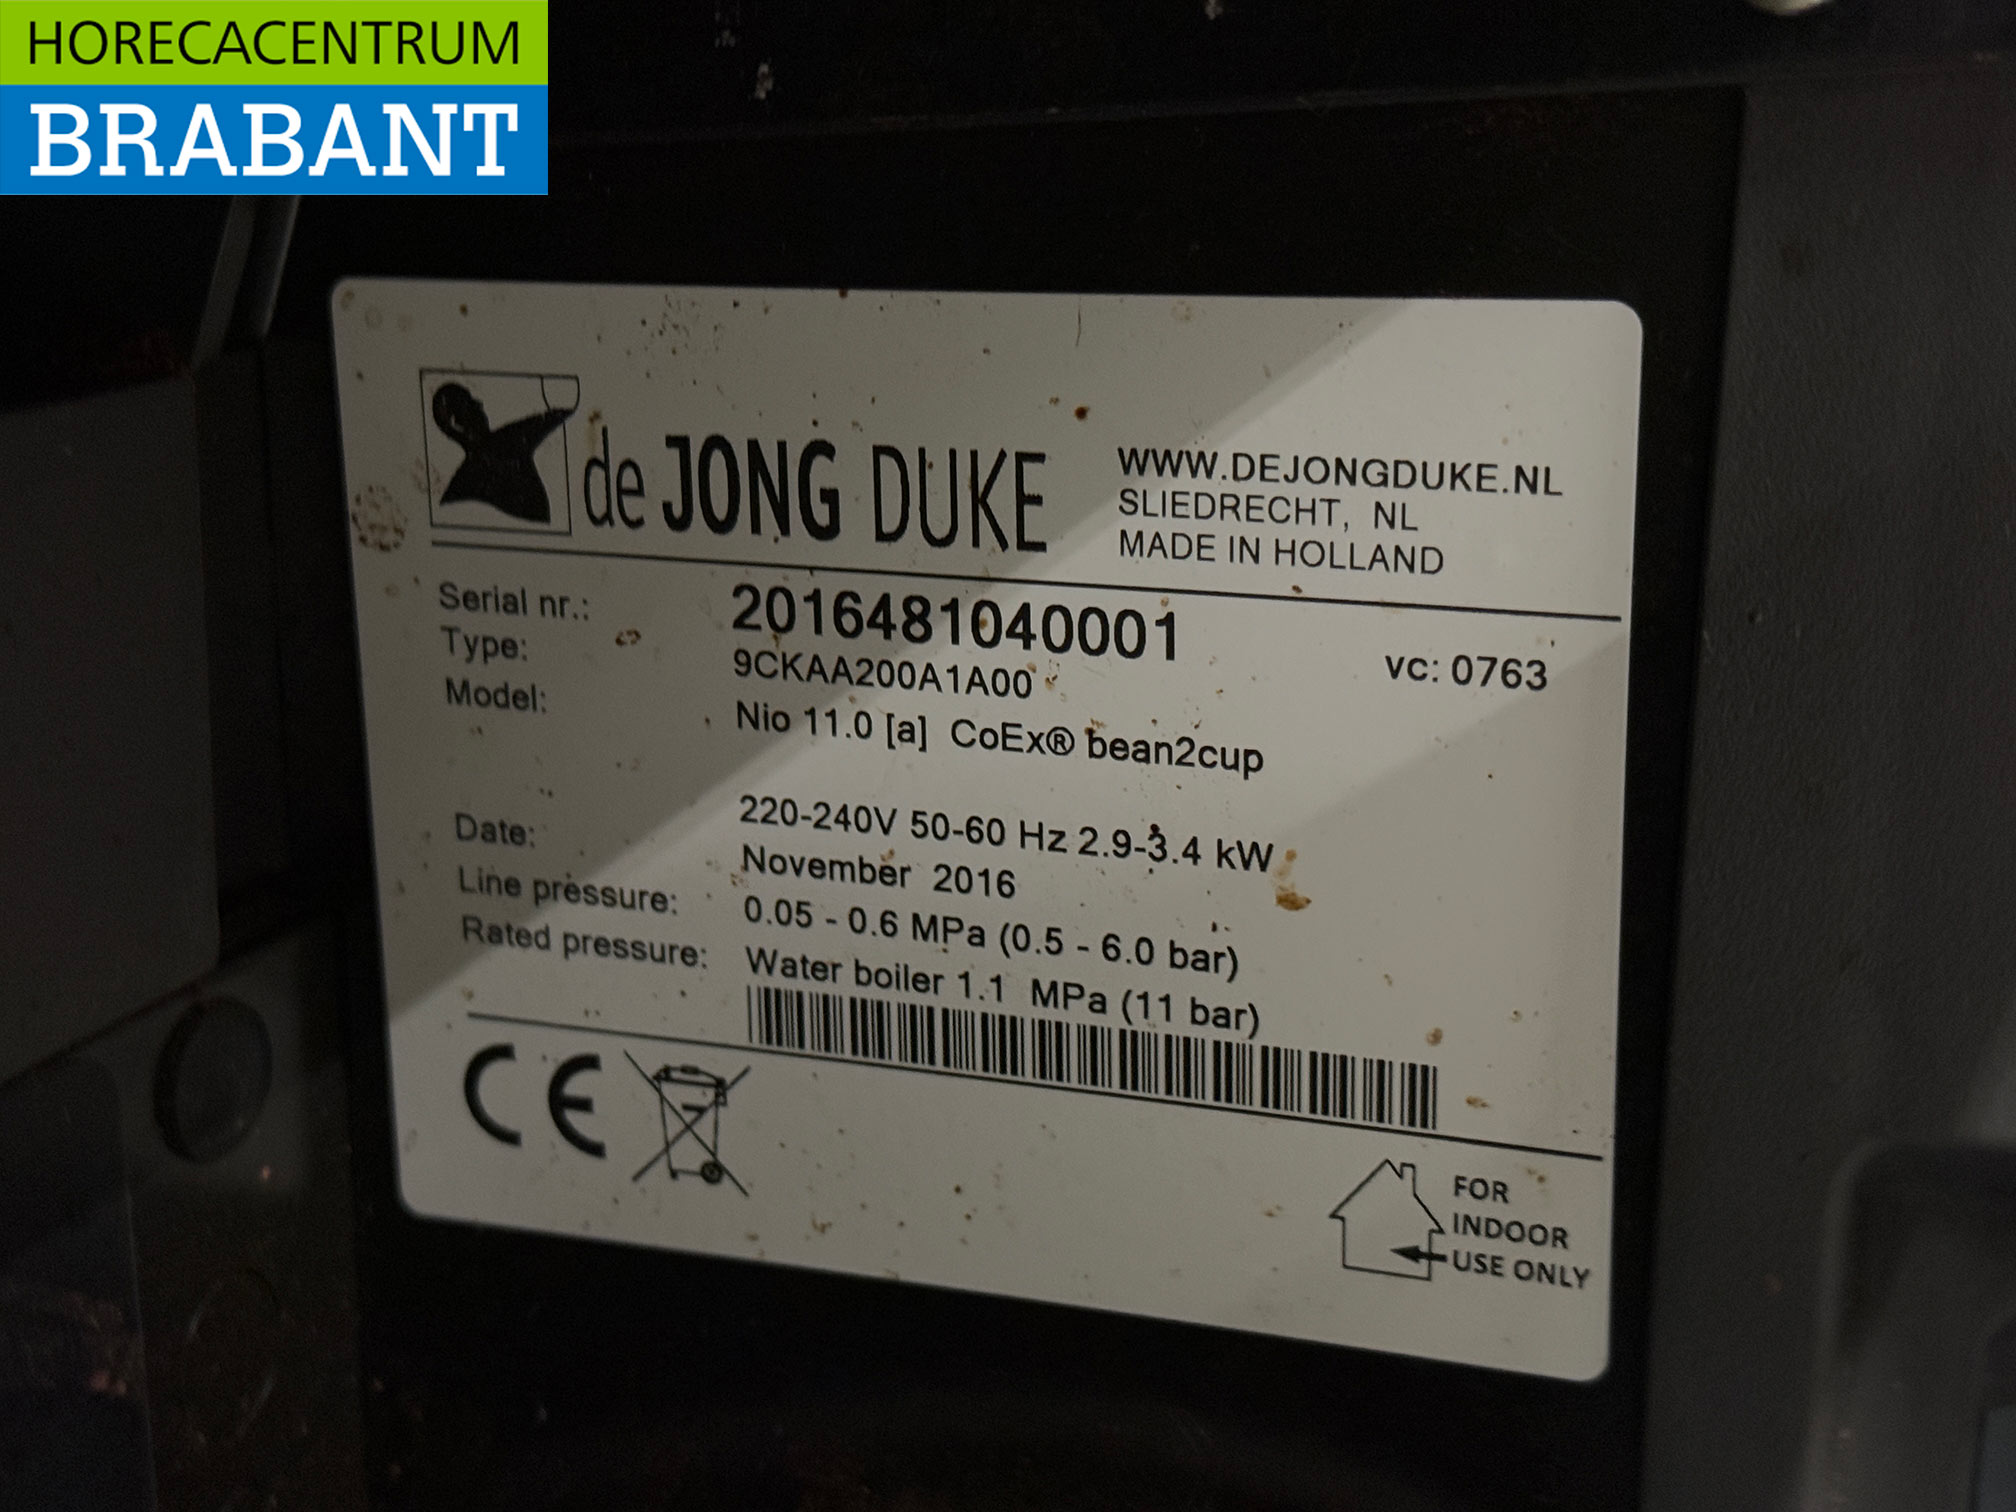 HORECACENTRUM
BRABANT
de JONG DUKE
WWW.DEJONGDUKE.NL
SLIEDRECHT, NL
MADE IN HOLLAND
Serial nr.: 2016481040001
Type: 9CKAA200A1A00 vc: 0763
Model: Nio 11.0 [a] CoEx® bean2cup
220-240V 50-60 Hz 2.9-3.4 kW
Date: November 2016
Line pressure: 0.05 - 0.6 MPa (0.5 - 6.0 bar)
Rated pressure: Water boiler 1.1 MPa (11 bar)
CE
FOR
INDOOR
USE ONLY